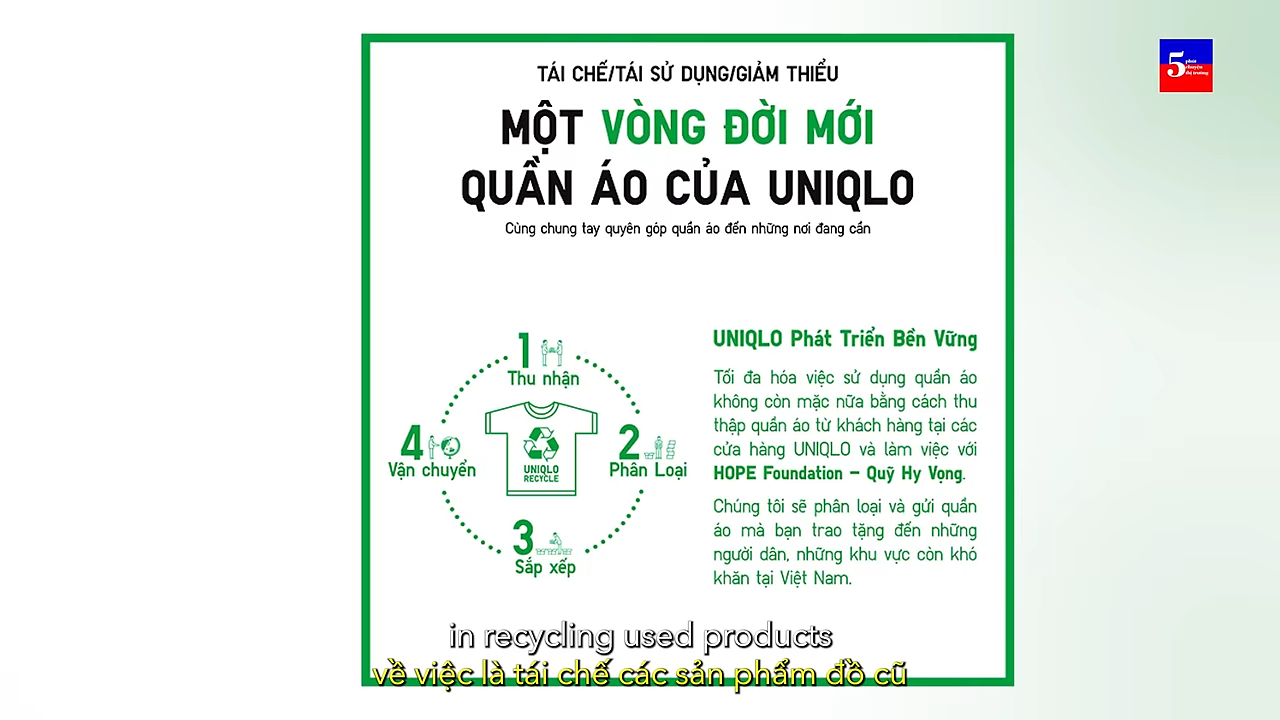 5 phút
chuyện
thị trường
TÁI CHẾ/TÁI SỬ DỤNG/GIẢM THIỂU
MỘT VÒNG ĐỜI MỚI
QUẦN ÁO CỦA UNIQLO
Cùng chung tay quyên góp quần áo đến những nơi đang cần
1
Thu nhận
2
Phân Loại
3
Sắp xếp
4
Vận chuyển
UNIQLO
RECYCLE
UNIQLO Phát Triển Bền Vững
Tối đa hóa việc sử dụng quần áo
không còn mặc nữa bằng cách thu
thập quần áo từ khách hàng tại các
cửa hàng UNIQLO và làm việc với
HOPE Foundation – Quỹ Hy Vọng.
Chúng tôi sẽ phân loại và gửi quần
áo mà bạn trao tặng đến những
người dân, những khu vực còn khó
khăn tại Việt Nam.
in recycling used products
về việc là tái chế các sản phẩm đồ cũ